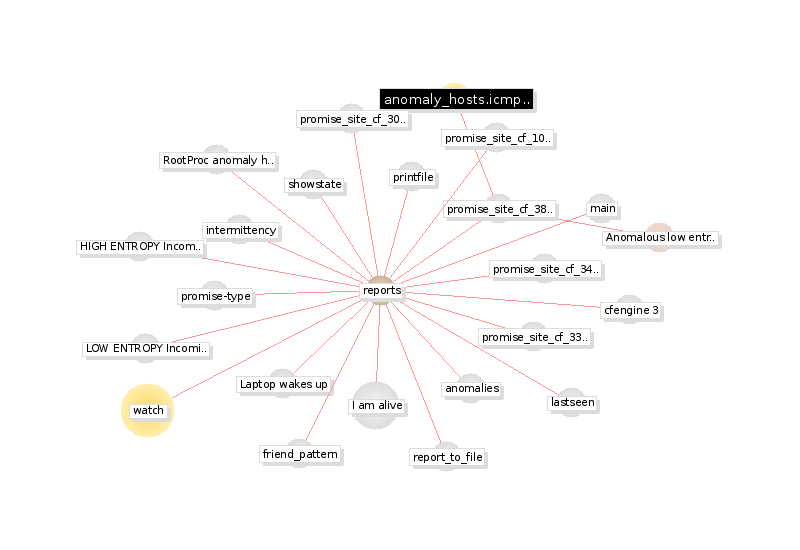 anomaly_hosts.icmp..
promise_site_cf_30..
promise_site_cf_10..
RootProc anomaly h..
printfile
showstate
promise_site_cf_38..
main
intermittency
Anomalous low entr..
HIGH ENTROPY Incom..
promise_site_cf_34..
reports
promise-type
cfengine 3
promise_site_cf_33..
LOW ENTROPY Incomi..
Laptop wakes up
anomalies
lastseen
I am alive
watch
friend_pattern
report_to_file